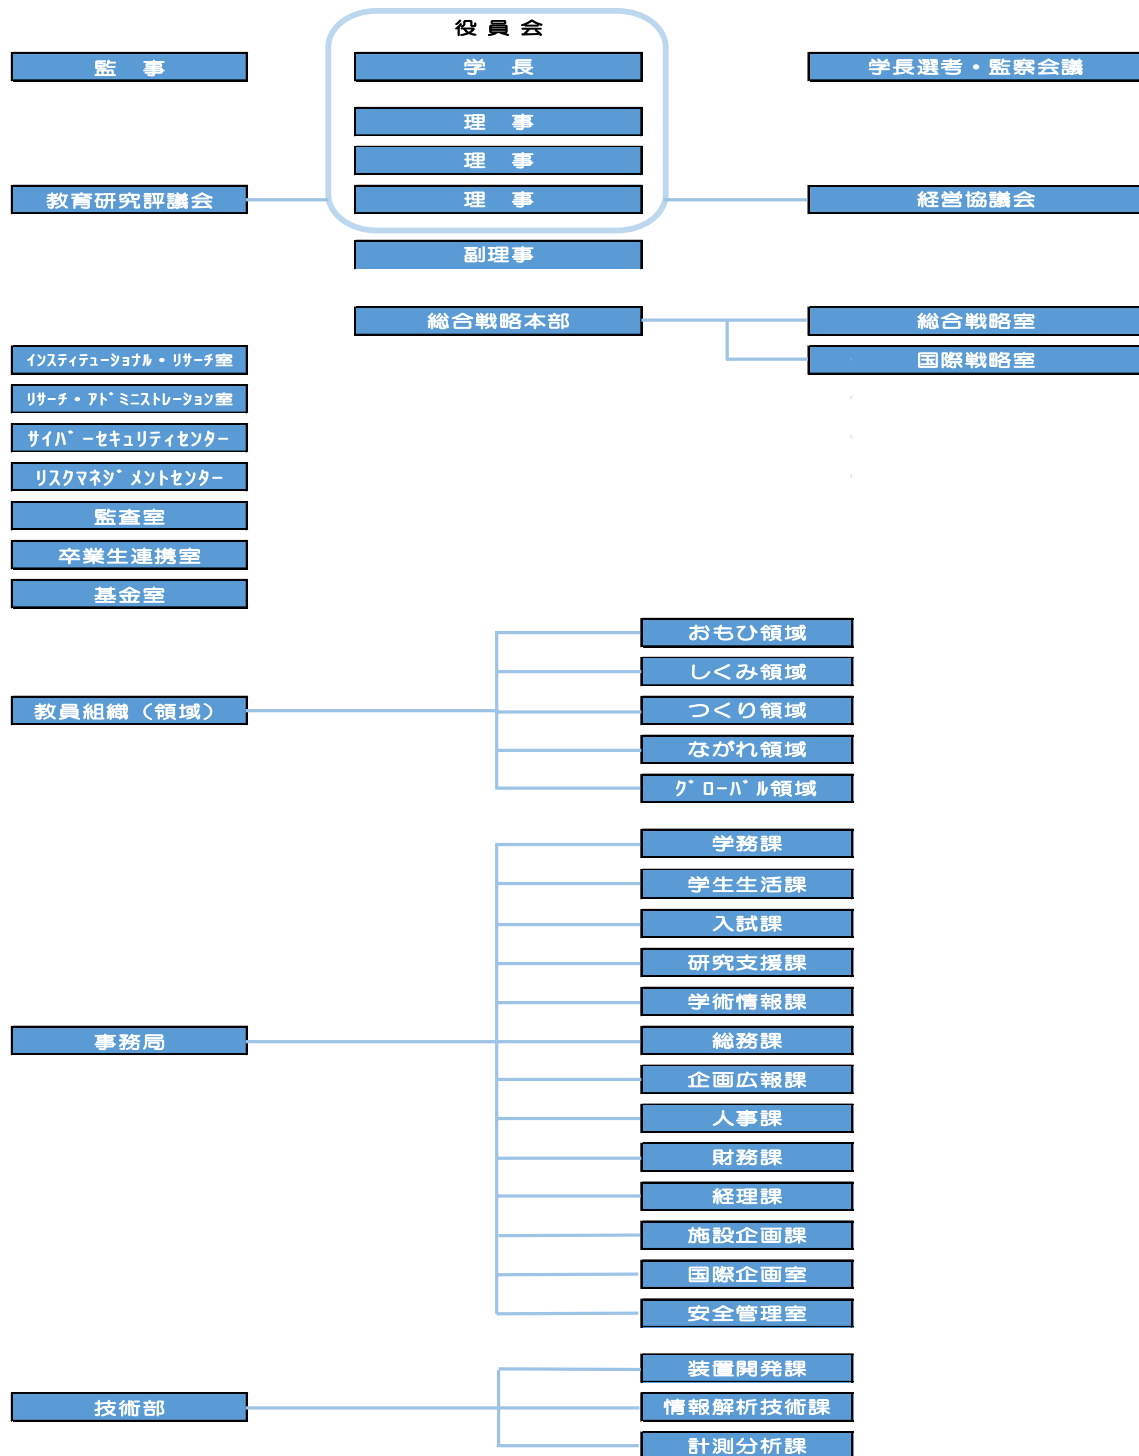 役員会
監　事
学　長
学長選考・監察会議
理　事
理　事
教育研究評議会
理　事
経営協議会
副理事
総合戦略本部
総合戦略室
国際戦略室
ｲﾝｽﾃｨﾃｭｰｼｮﾅﾙ・ﾘｻｰﾁ室
ﾘｻｰﾁ・ｱﾄﾞﾐﾆｽﾄﾚｰｼｮﾝ室
ｻｲﾊﾞｰｾｷｭﾘﾃｨｾﾝﾀｰ
ﾘｽｸﾏﾈｼﾞﾒﾝﾄｾﾝﾀｰ
監査室
卒業生連携室
基金室
教員組織（領域）
おもひ領域
しくみ領域
つくり領域
ながれ領域
ｸﾞﾛｰﾊﾞﾙ領域
事務局
学務課
学生生活課
入試課
研究支援課
学術情報課
総務課
企画広報課
人事課
財務課
経理課
施設企画課
国際企画室
安全管理室
技術部
装置開発課
情報解析技術課
計測分析課